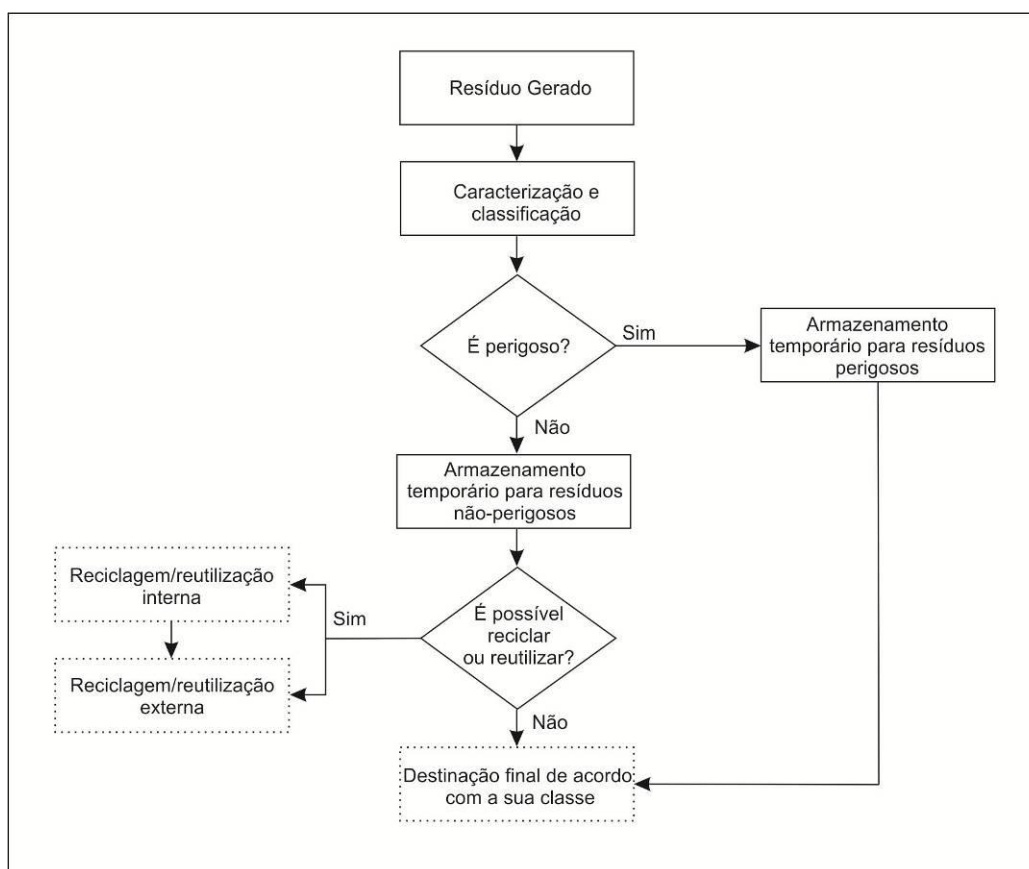 Resíduo Gerado
Caracterização e
classificação
É perigoso?
Sim
Armazenamento
temporário para resíduos
perigosos
Não
Armazenamento
temporário para resíduos
não-perigosos
Reciclagem/reutilização
interna
Sim
É possível
reciclar
ou reutilizar?
Reciclagem/reutilização
externa
Não
Destinação final de acordo
com a sua classe